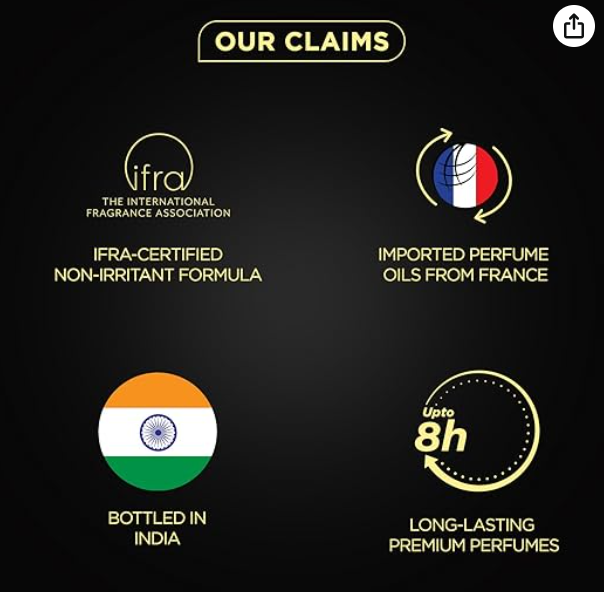 OUR CLAIMS
ifra
THE INTERNATIONAL
FRAGRANCE ASSOCIATION
IFRA-CERTIFIED
NON-IRRITANT FORMULA
IMPORTED PERFUME
OILS FROM FRANCE
BOTTLED IN
INDIA
Upto
8h
LONG-LASTING
PREMIUM PERFUMES